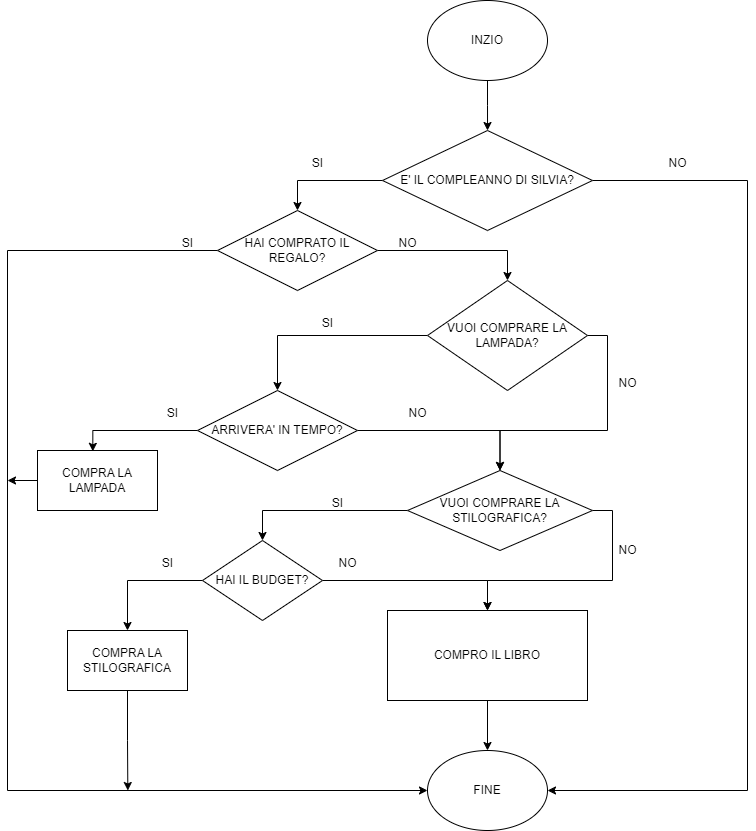 INZIO
SI
NO
E' IL COMPLEANNO DI SILVIA?
SI
HAI COMPRATO IL
REGALO?
NO
SI
VUOI COMPRARE LA
LAMPADA?
NO
SI
ARRIVERA' IN TEMPO?
NO
COMPRA LA
LAMPADA
SI
VUOI COMPRARE LA
STILOGRAFICA?
NO
SI
HAI IL BUDGET?
NO
COMPRA LA
STILOGRAFICA
COMPRO IL LIBRO
FINE